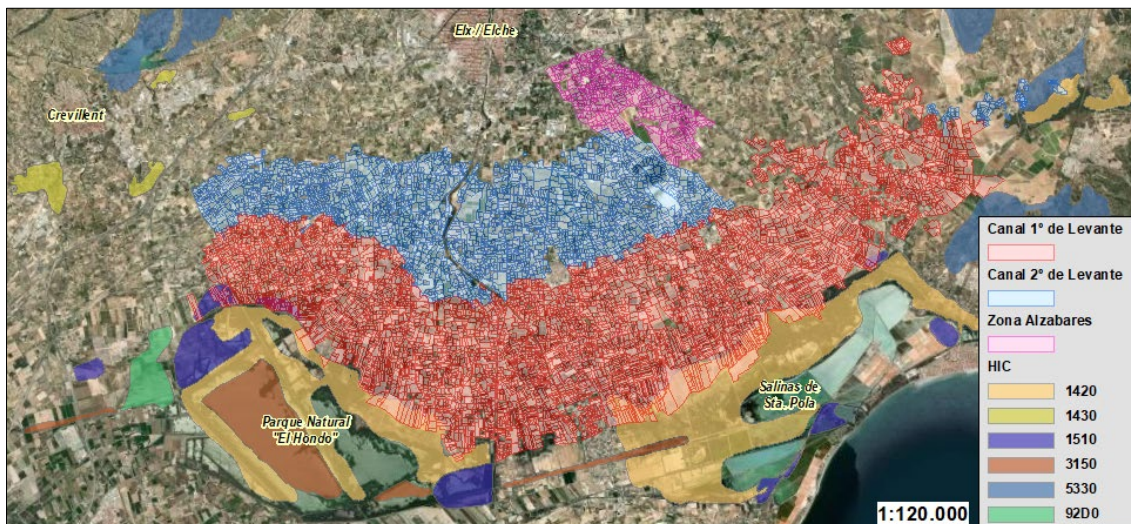 Elx / Elche
Crevillent
Parque Natural
"El Hondo"
Salinas de
Sta. Pola
1:120.000
Canal 1º de Levante
Canal 2º de Levante
Zona Alzabares
HIC
1420
1430
1510
3150
5330
92D0